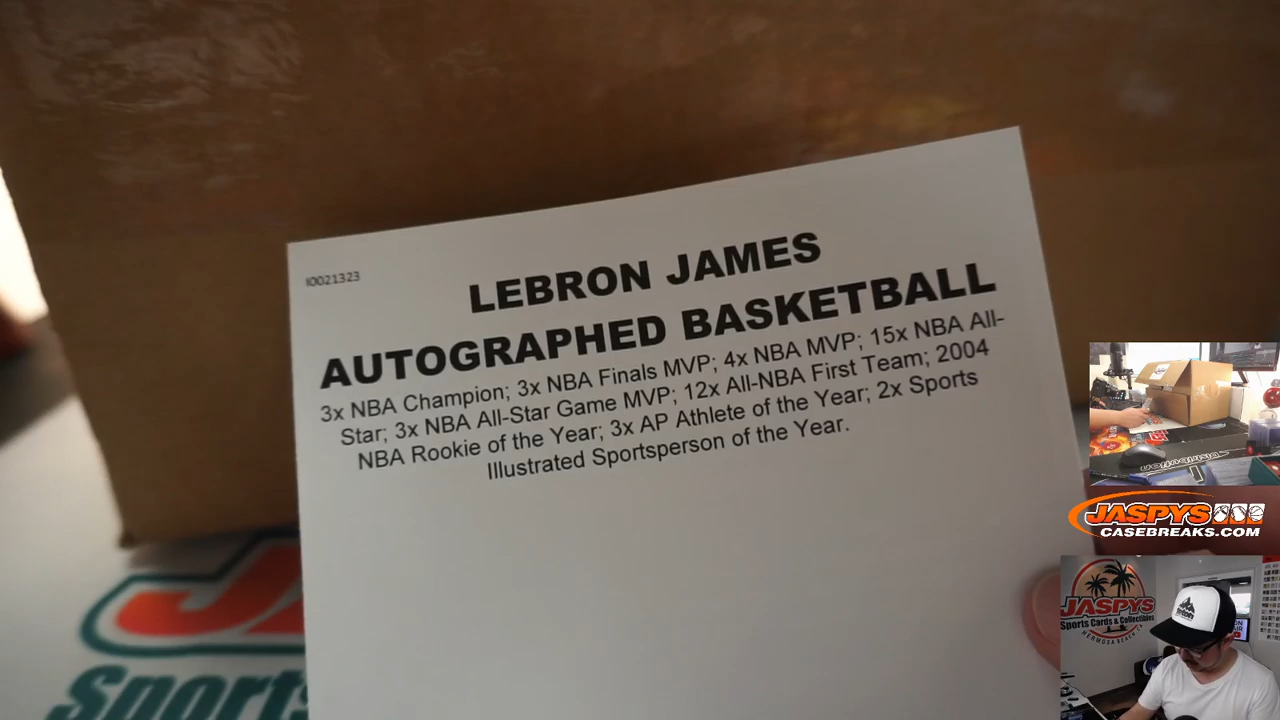 I0021323
LEBRON JAMES
AUTOGRAPHED BASKETBALL
3x NBA Champion; 3x NBA Finals MVP; 4x NBA MVP; 15x NBA All-
Star; 3x NBA All-Star Game MVP; 12x All-NBA First Team; 2004
NBA Rookie of the Year; 3x AP Athlete of the Year; 2x Sports
Illustrated Sportsperson of the Year.
JASPYS
CASEBREAKS.COM
JASPYS
Sports Cards & Collectibles
HERMOSA BEACH, CA
JA
Sports